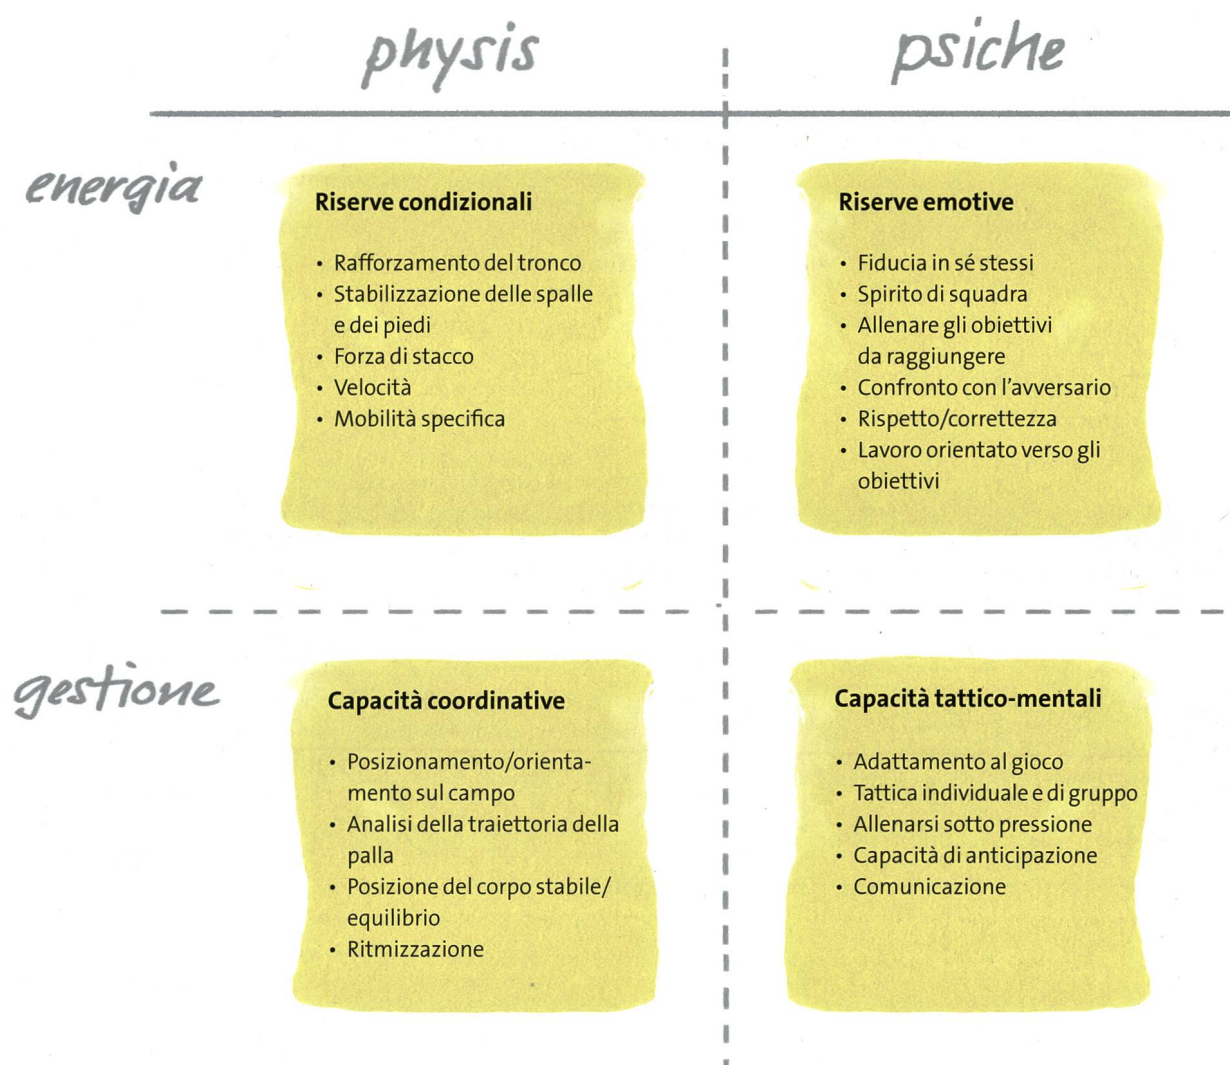 physis
psiche
energia
Riserve condizionali
• Rafforzamento del tronco
• Stabilizzazione delle spalle
e dei piedi
• Forza di stacco
• Velocità
• Mobilità specifica
Riserve emotive
• Fiducia in sé stessi
• Spirito di squadra
• Allenare gli obiettivi
da raggiungere
• Confronto con l'avversario
• Rispetto/correttezza
• Lavoro orientato verso gli
obiettivi
gestione
Capacità coordinative
• Posizionamento/orienta-
mento sul campo
• Analisi della traiettoria della
palla
• Posizione del corpo stabile/
equilibrio
• Ritmizzazione
Capacità tattico-mentali
• Adattamento al gioco
• Tattica individuale e di gruppo
• Allenarsi sotto pressione
• Capacità di anticipazione
• Comunicazione